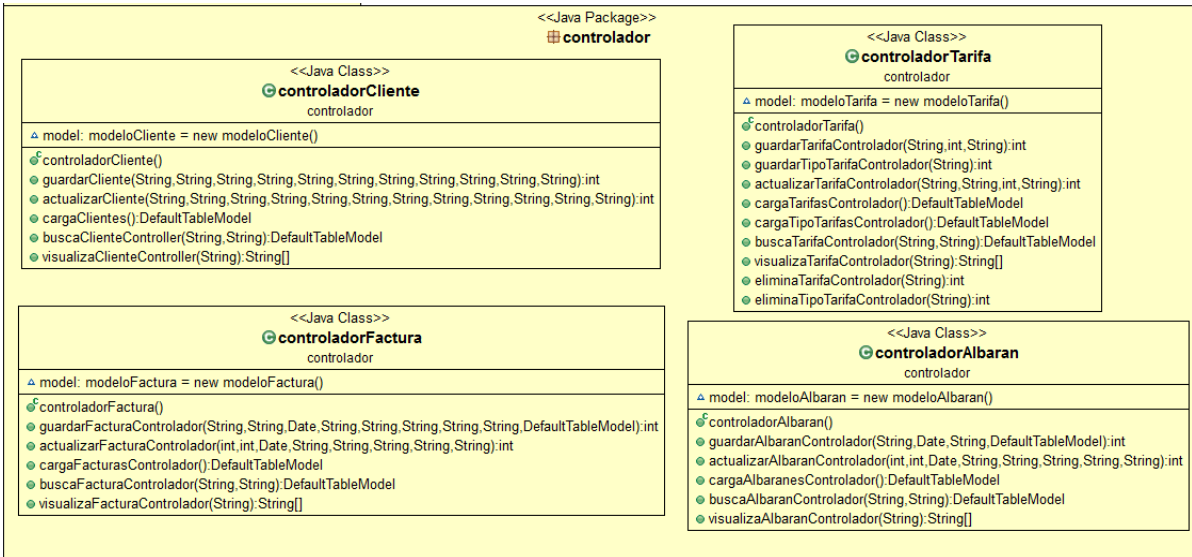 <<Java Package>>
controlador
<<Java Class>>
controladorCliente
controlador
model: modeloCliente = new modeloCliente()
controladorCliente()
guardarCliente(String,String,String,String,String,String,String,String,String,String,String):int
actualizarCliente(String,String,String,String,String,String,String,String,String,String,String,String):int
cargaClientes():DefaultTableModel
buscaClienteController(String,String):DefaultTableModel
visualizaClienteController(String):String[]
<<Java Class>>
controladorTarifa
controlador
model: modeloTarifa = new modeloTarifa()
controladorTarifa()
guardarTarifaControlador(String,int,String):int
guardarTipoTarifaControlador(String):int
actualizarTarifaControlador(String,String,int,String):int
cargaTarifasControlador():DefaultTableModel
cargaTipoTarifasControlador():DefaultTableModel
buscaTarifaControlador(String,String):DefaultTableModel
visualizaTarifaControlador(String):String[]
eliminaTarifaControlador(String):int
eliminaTipoTarifaControlador(String):int
<<Java Class>>
controladorFactura
controlador
model: modeloFactura = new modeloFactura()
controladorFactura()
guardarFacturaControlador(String,String,Date,String,String,String,String,String,DefaultTableModel):int
actualizarFacturaControlador(int,int,Date,String,String,String,String,String):int
cargaFacturasControlador():DefaultTableModel
buscaFacturaControlador(String,String):DefaultTableModel
visualizaFacturaControlador(String):String[]
<<Java Class>>
controladorAlbaran
controlador
model: modeloAlbaran = new modeloAlbaran()
controladorAlbaran()
guardarAlbaranControlador(String,Date,String,DefaultTableModel):int
actualizarAlbaranControlador(int,int,Date,String,String,String,String,String):int
cargaAlbaranesControlador():DefaultTableModel
buscaAlbaranControlador(String,String):DefaultTableModel
visualizaAlbaranControlador(String):String[]